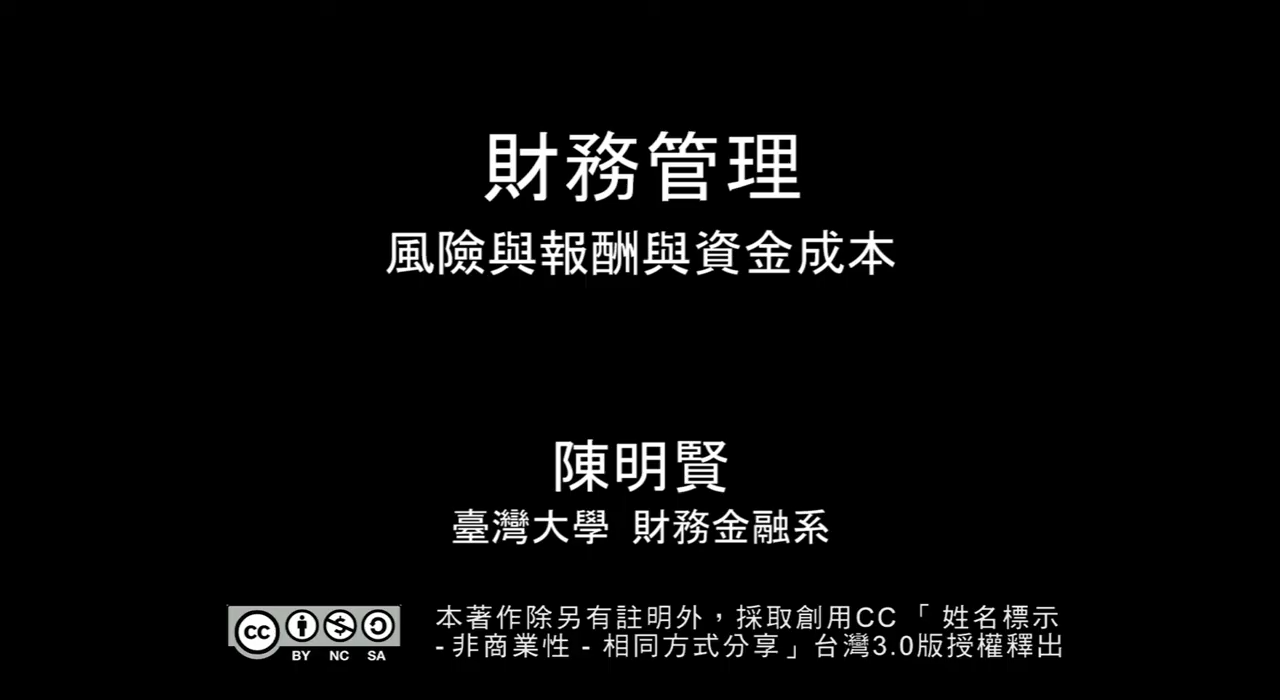 財務管理
風險與報酬與資金成本
陳明賢
臺灣大學 財務金融系
cc BY NC SA
本著作除另有註明外，採取創用CC「 姓名標示
- 非商業性 - 相同方式分享」台灣3.0版授權釋出